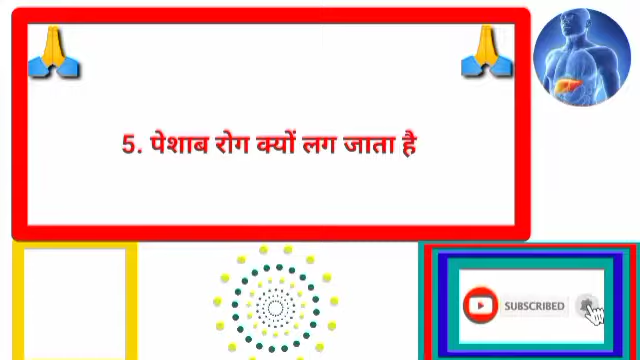 5. पेशाब रोग क्यों लग जाता है
SUBSCRIBED